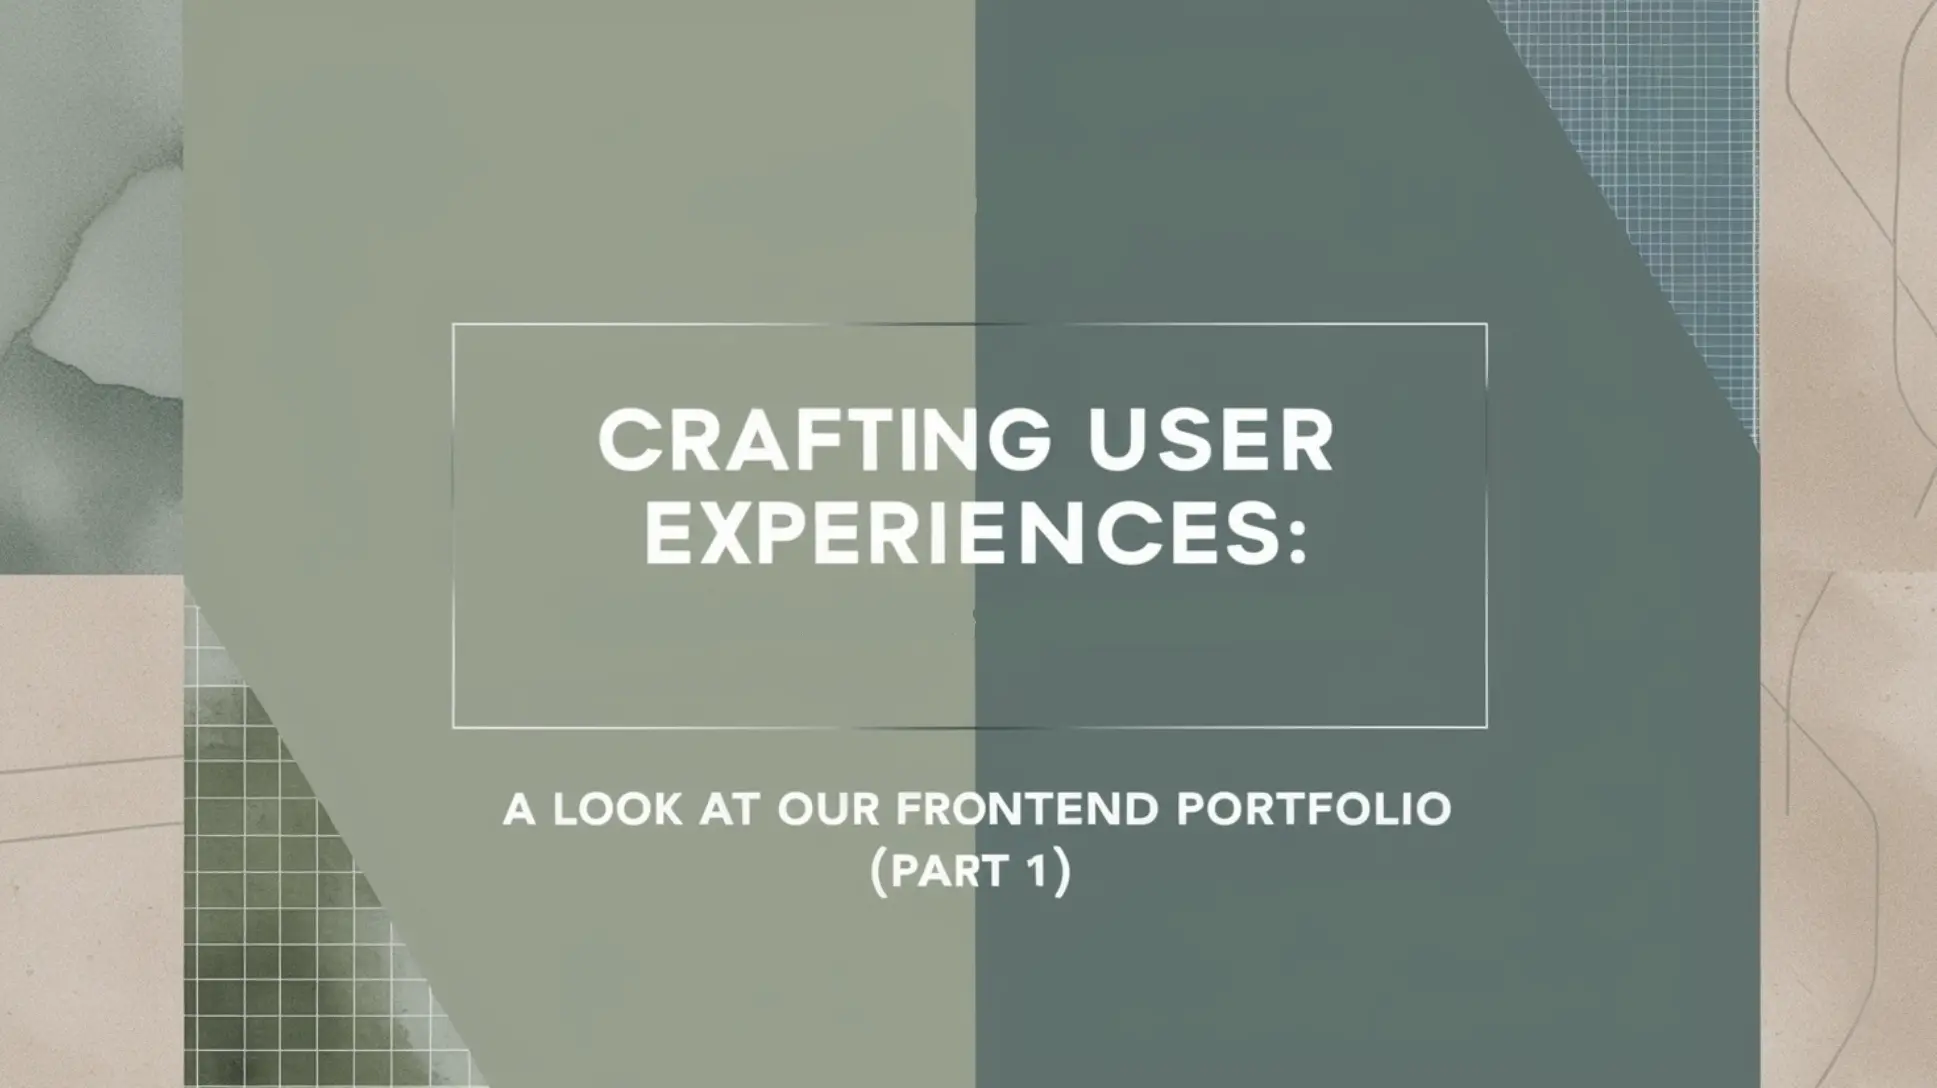 CRAFTING USER
EXPERIENCES:
A LOOK AT OUR FRONTEND PORTFOLIO
(PART 1)